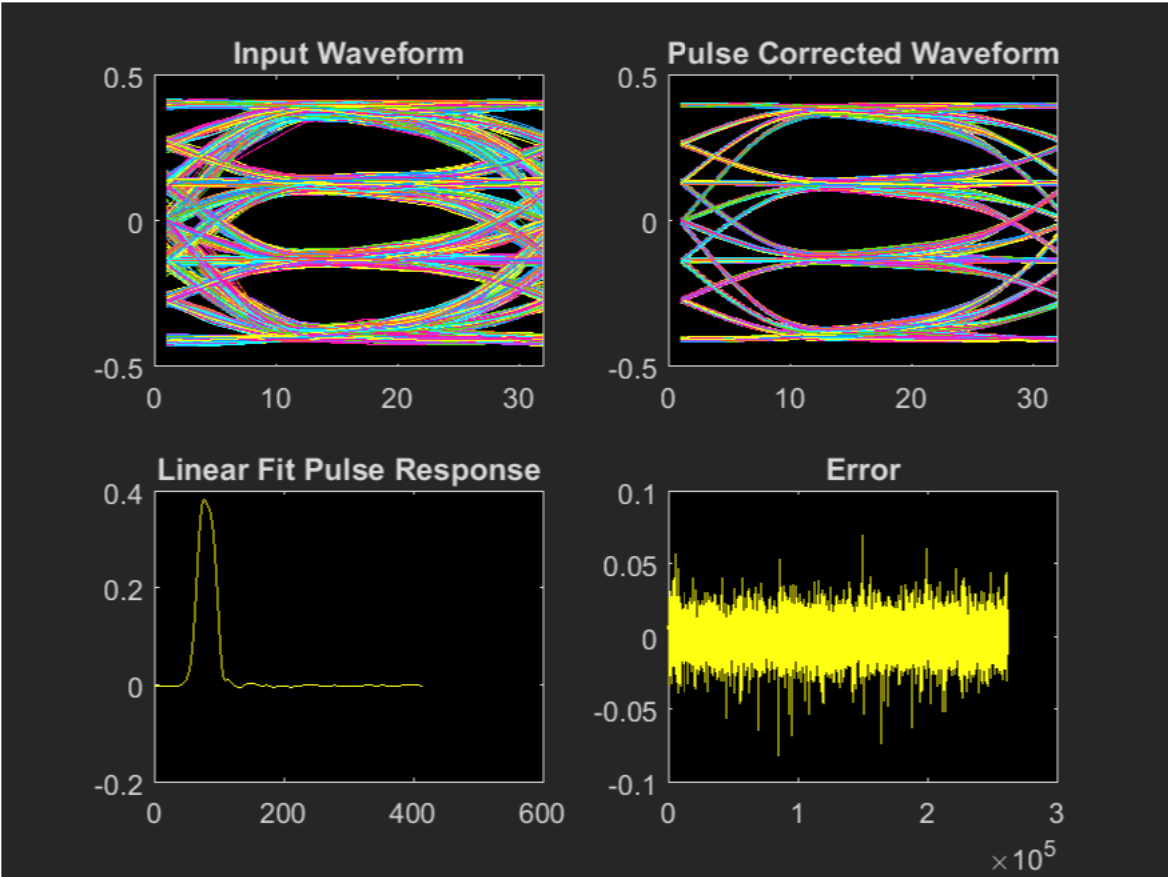 Input Waveform
0.5
0
-0.5
0 10 20 30
Pulse Corrected Waveform
0.5
0
-0.5
0 10 20 30
Linear Fit Pulse Response
0.4
0.2
0
-0.2
0 200 400 600
Error
0.1
0.05
0
-0.05
-0.1
0 1 2 3
×10⁵